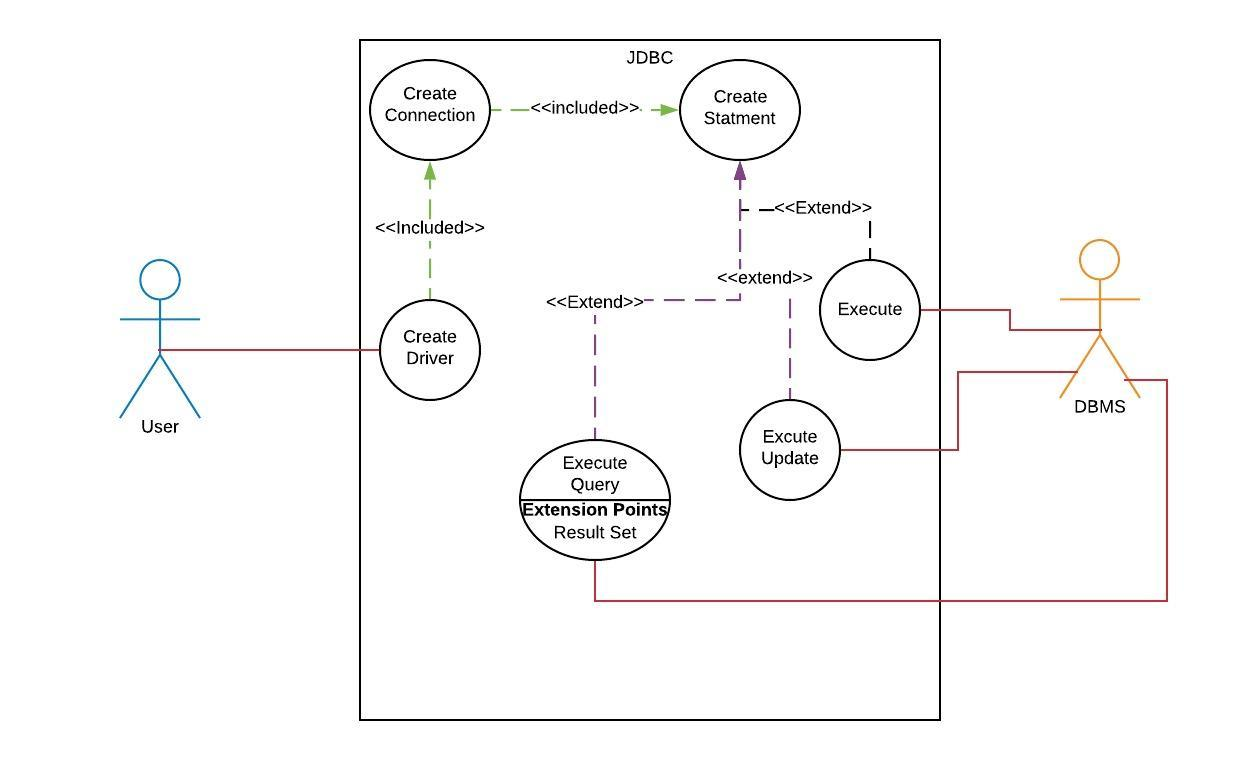 JDBC
Create
Connection
<<included>>
Create
Statment
<<Included>>
<<Extend>>
<<extend>>
<<Extend>>
Execute
Create
Driver
User
DBMS
Excute
Update
Execute
Query
Extension Points
Result Set